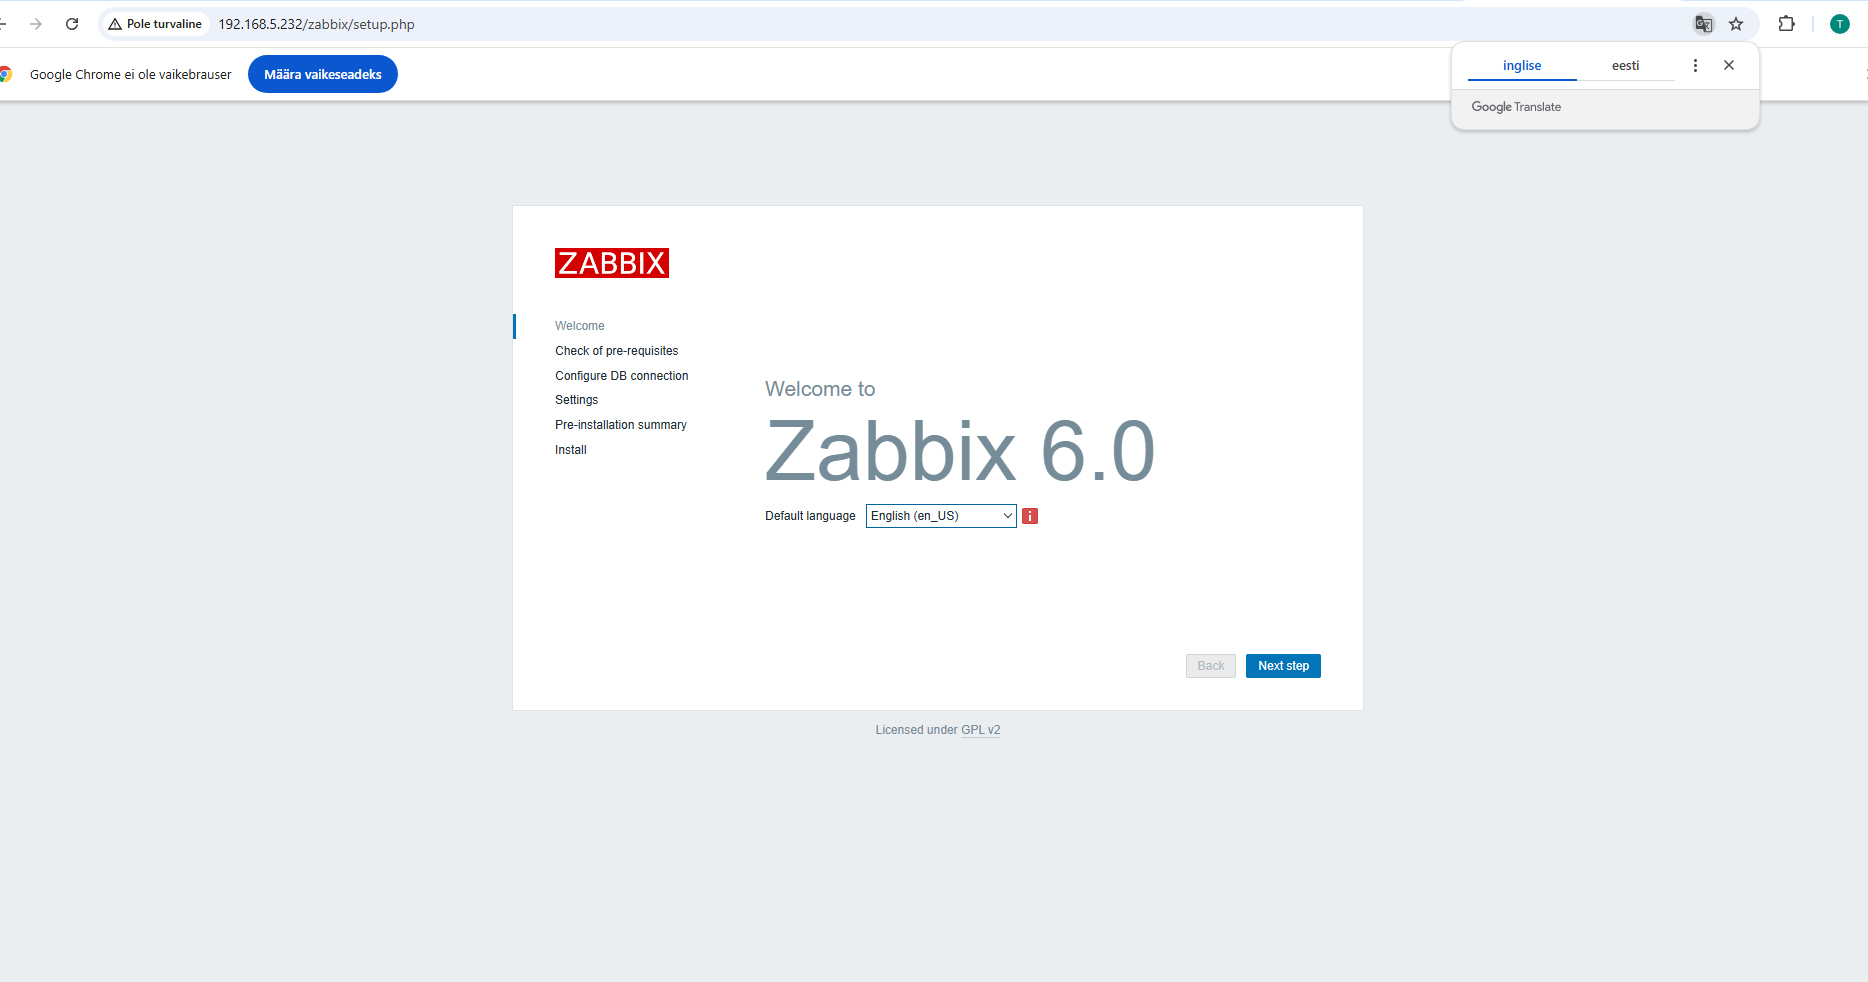 Pole turvaline
192.168.5.232/zabbix/setup.php
T
Google Chrome ei ole vaikebrauser
Määra vaikeseadeks
inglise
eesti
Google Translate
ZABBIX
Welcome
Check of pre-requisites
Configure DB connection
Settings
Pre-installation summary
Install
Welcome to
Zabbix 6.0
Default language
English (en_US)
i
Back
Next step
Licensed under GPL v2